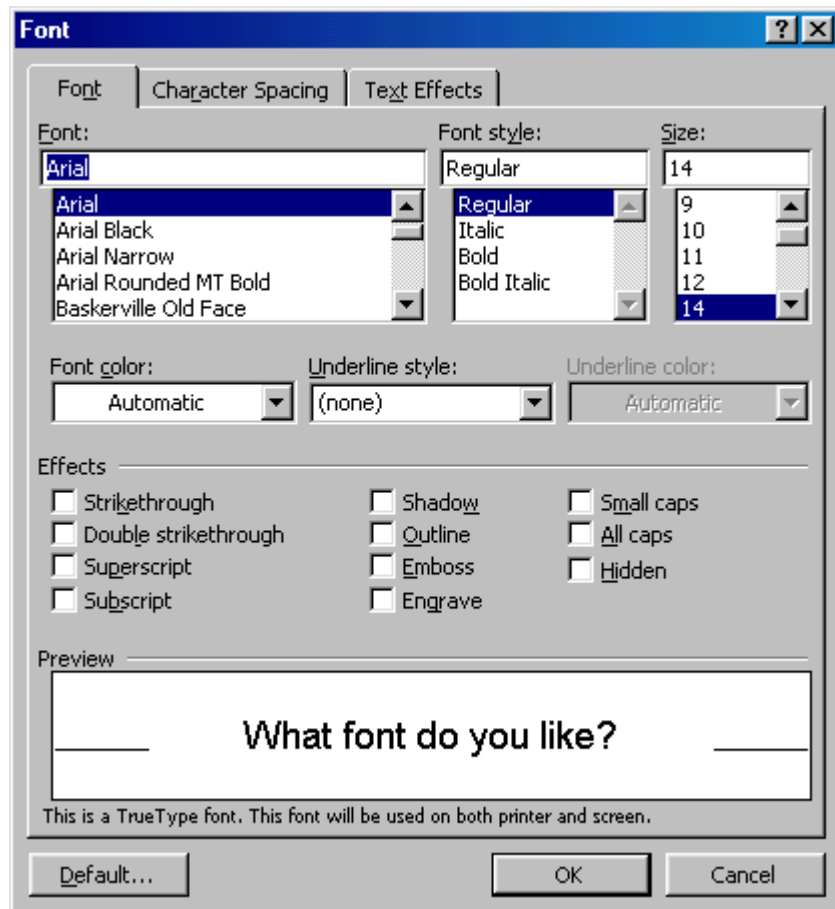 Font
Font Character Spacing Text Effects
Font: Font style: Size:
Arial Regular 14
Arial Regular 9
Arial Black Italic 10
Arial Narrow Bold 11
Arial Rounded MT Bold Bold Italic 12
Baskerville Old Face 14
Font color: Underline style: Underline color:
Automatic (none) Automatic
Effects
Strikethrough Shadow Small caps
Double strikethrough Outline All caps
Superscript Emboss Hidden
Subscript Engrave
Preview
What font do you like?
This is a TrueType font. This font will be used on both printer and screen.
Default... OK Cancel